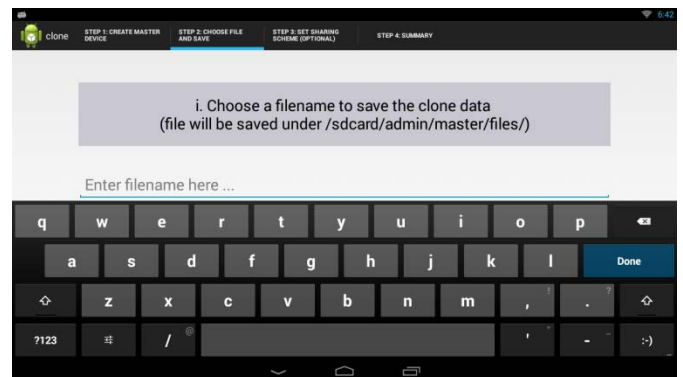 6:42
clone
STEP 1: CREATE MASTER
DEVICE
STEP 2: CHOOSE FILE
AND SAVE
STEP 3: SET SHARING
SCHEME (OPTIONAL)
STEP 4: SUMMARY
i. Choose a filename to save the clone data
(file will be saved under /sdcard/admin/master/files/)
Enter filename here ...
q w e r t y u i o p
a s d f g h j k l Done
z x c v b n m , ! . ?
?123 / @ ' " - _ :-)